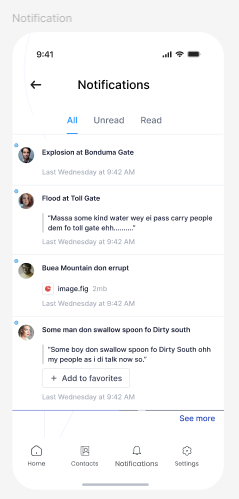 Notification
9:41
Notifications
All Unread Read
Explosion at Bonduma Gate
Last Wednesday at 9:42 AM
Flood at Toll Gate
"Massa some kind water wey ei pass carry people
dem fo toll gate ehh.........."
Last Wednesday at 9:42 AM
Buea Mountain don errupt
image.fig 2mb
Last Wednesday at 9:42 AM
Some man don swallow spoon fo Dirty south
"Some boy don swallow spoon fo Dirty South ohh
my people as i di talk now so."
+ Add to favorites
Last Wednesday at 9:42 AM
See more
Home Contacts Notifications Settings